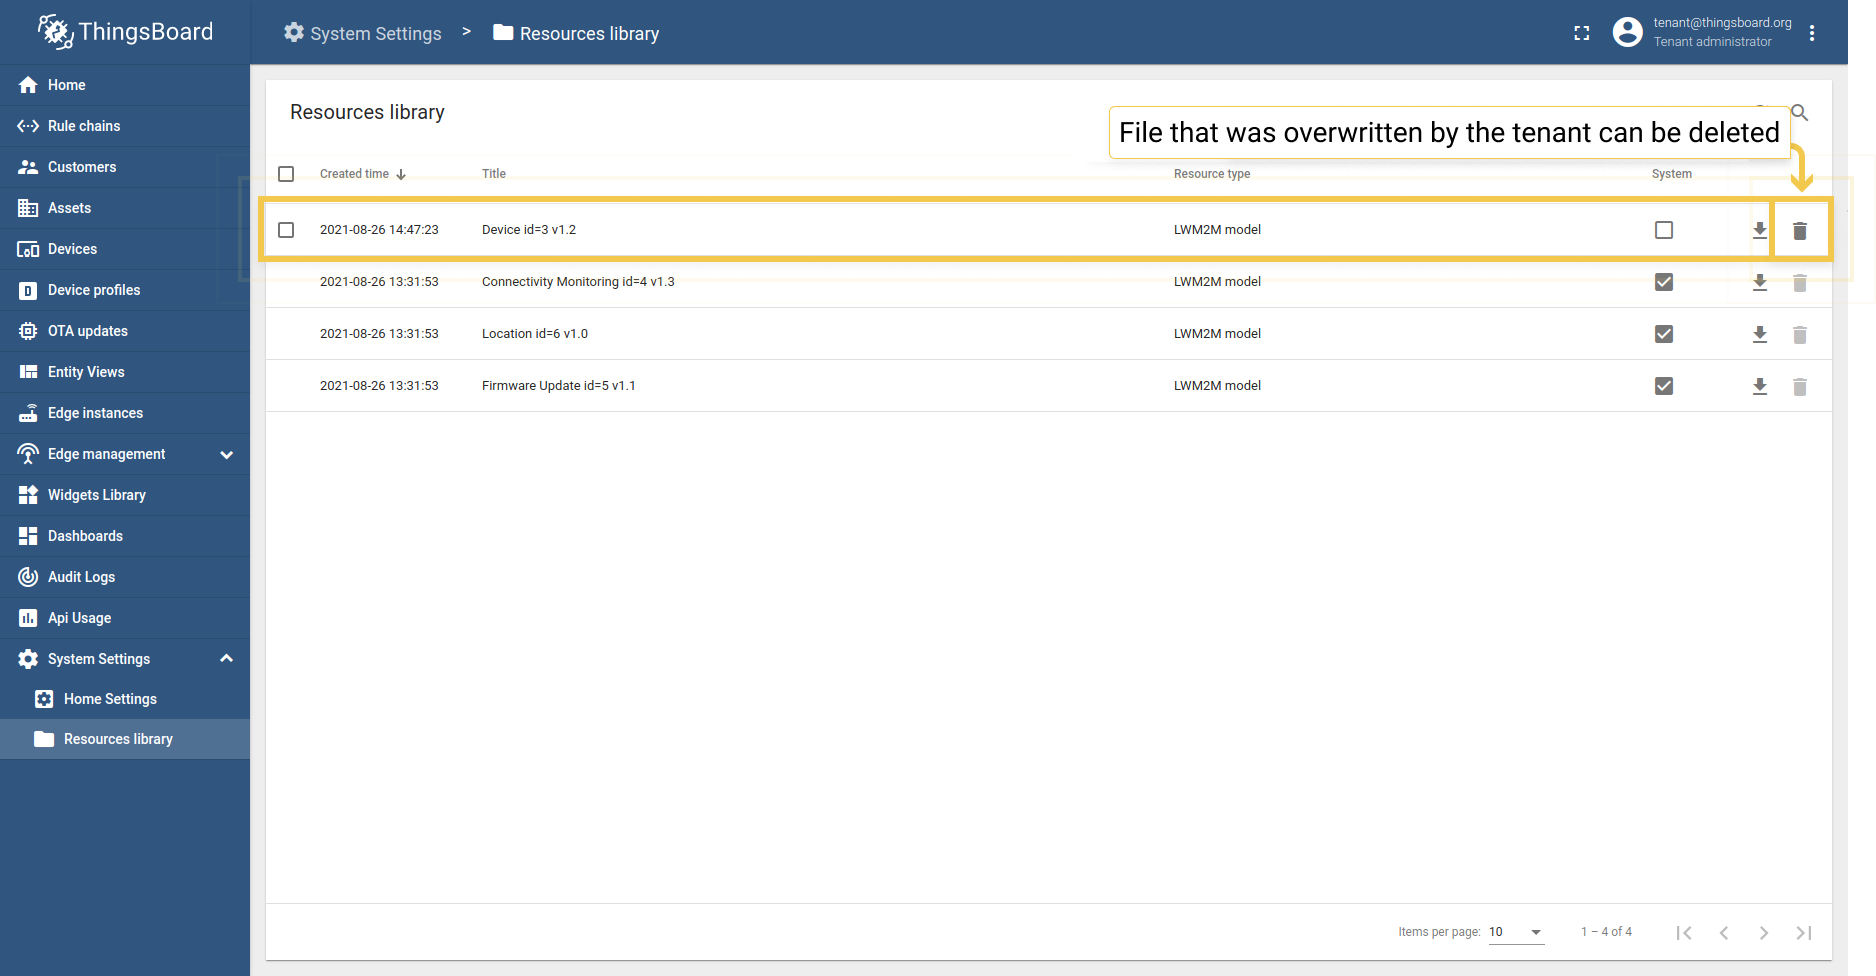 ThingsBoard
System Settings > Resources library
tenant@thingsboard.org
Tenant administrator
Home
Rule chains
Customers
Assets
Devices
Device profiles
OTA updates
Entity Views
Edge instances
Edge management
Widgets Library
Dashboards
Audit Logs
Api Usage
System Settings
Home Settings
Resources library
Resources library
File that was overwritten by the tenant can be deleted
Created time Title Resource type System
2021-08-26 14:47:23 Device id=3 v1.2 LWM2M model
2021-08-26 13:31:53 Connectivity Monitoring id=4 v1.3 LWM2M model
2021-08-26 13:31:53 Location id=6 v1.0 LWM2M model
2021-08-26 13:31:53 Firmware Update id=5 v1.1 LWM2M model
Items per page: 10 1 – 4 of 4